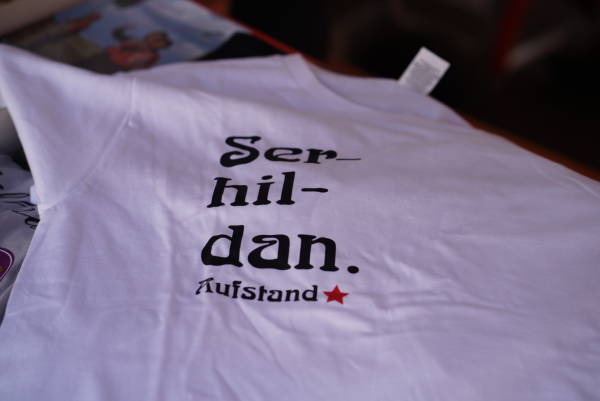 Ser-
hil-
dan.
Aufstand